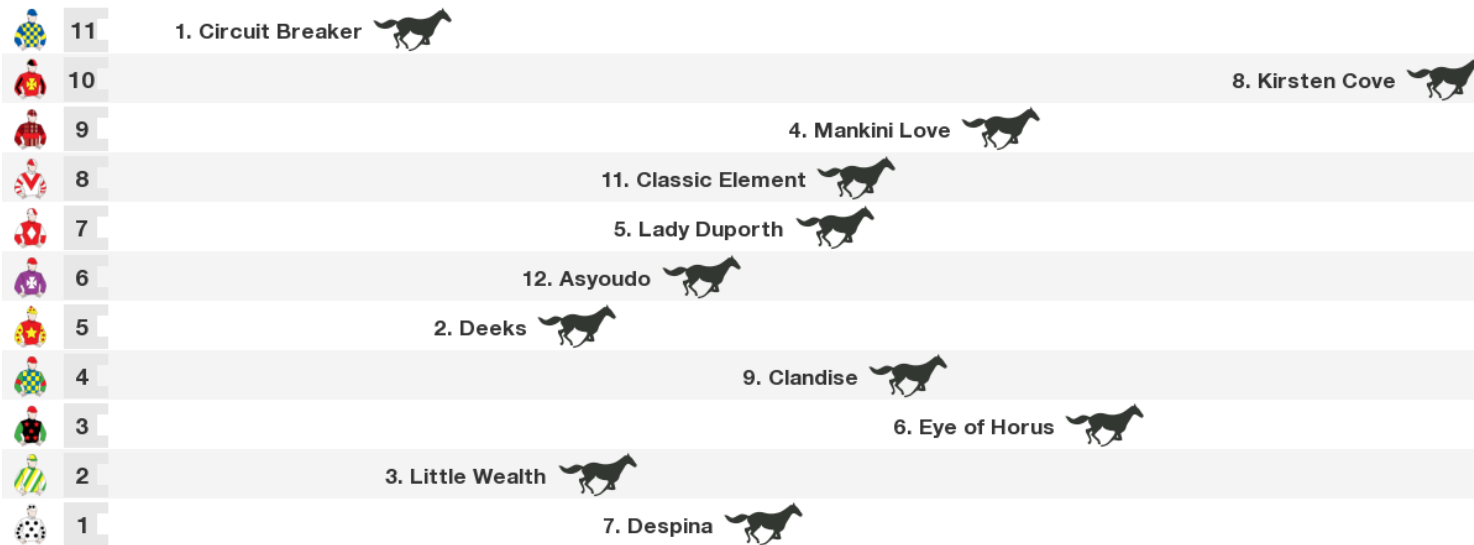 11 1. Circuit Breaker
10 8. Kirsten Cove
9 4. Mankini Love
8 11. Classic Element
7 5. Lady Duporth
6 12. Asyoudo
5 2. Deeks
4 9. Clandise
3 6. Eye of Horus
2 3. Little Wealth
1 7. Despina